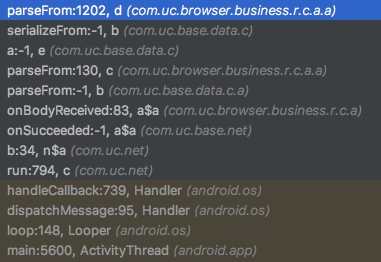 parseFrom:1202, d (com.uc.browser.business.r.c.a.a)
serializeFrom:-1, b (com.uc.base.data.c)
a:-1, e (com.uc.base.data.c)
parseFrom:130, c (com.uc.browser.business.r.c.a.a)
parseFrom:-1, b (com.uc.base.data.c.a)
onBodyReceived:83, a$a (com.uc.browser.business.r.c.a)
onSucceeded:-1, a$a (com.uc.base.net)
b:34, n$a (com.uc.net)
run:794, c (com.uc.net)
handleCallback:739, Handler (android.os)
dispatchMessage:95, Handler (android.os)
loop:148, Looper (android.os)
main:5600, ActivityThread (android.app)